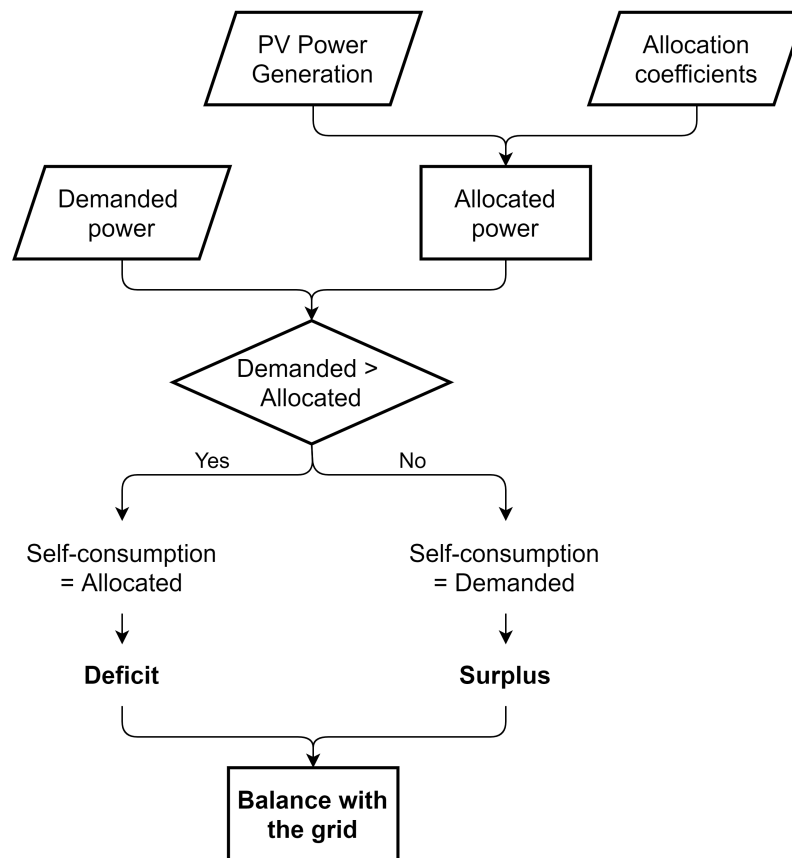 PV Power
Generation
Allocation
coefficients
Demanded
power
Allocated
power
Demanded >
Allocated
Yes
No
Self-consumption
= Allocated
Self-consumption
= Demanded
Deficit
Surplus
Balance with
the grid